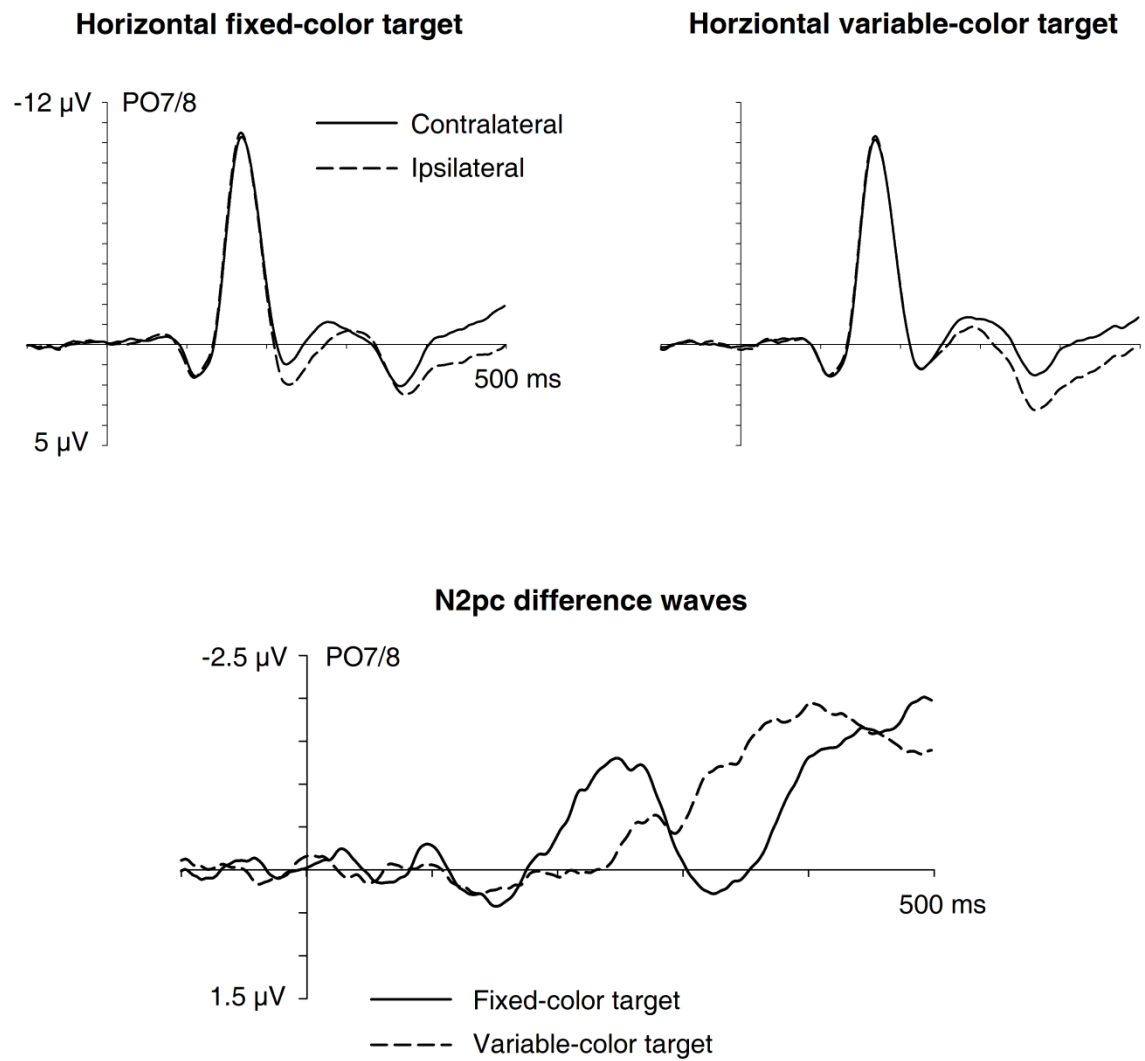 Horizontal fixed-color target
Horziontal variable-color target
-12 µV
PO7/8
Contralateral
Ipsilateral
500 ms
5 µV
N2pc difference waves
-2.5 µV
PO7/8
500 ms
1.5 µV
Fixed-color target
Variable-color target